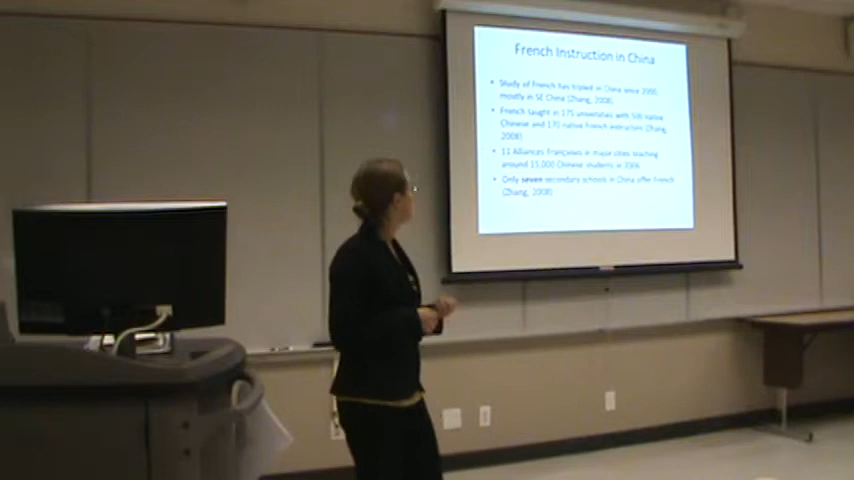 French Instruction in China
• Study of French has tripled in China since 2000,
mostly in SE China (Zhang, 2008)
• French taught in 175 universities with 500 native
Chinese and 170 native French instructors (Zhang,
2008)
• 11 Alliances Françaises in major cities teaching
around 15,000 Chinese students in 2006
• Only seven secondary schools in China offer French
(Zhang, 2008)